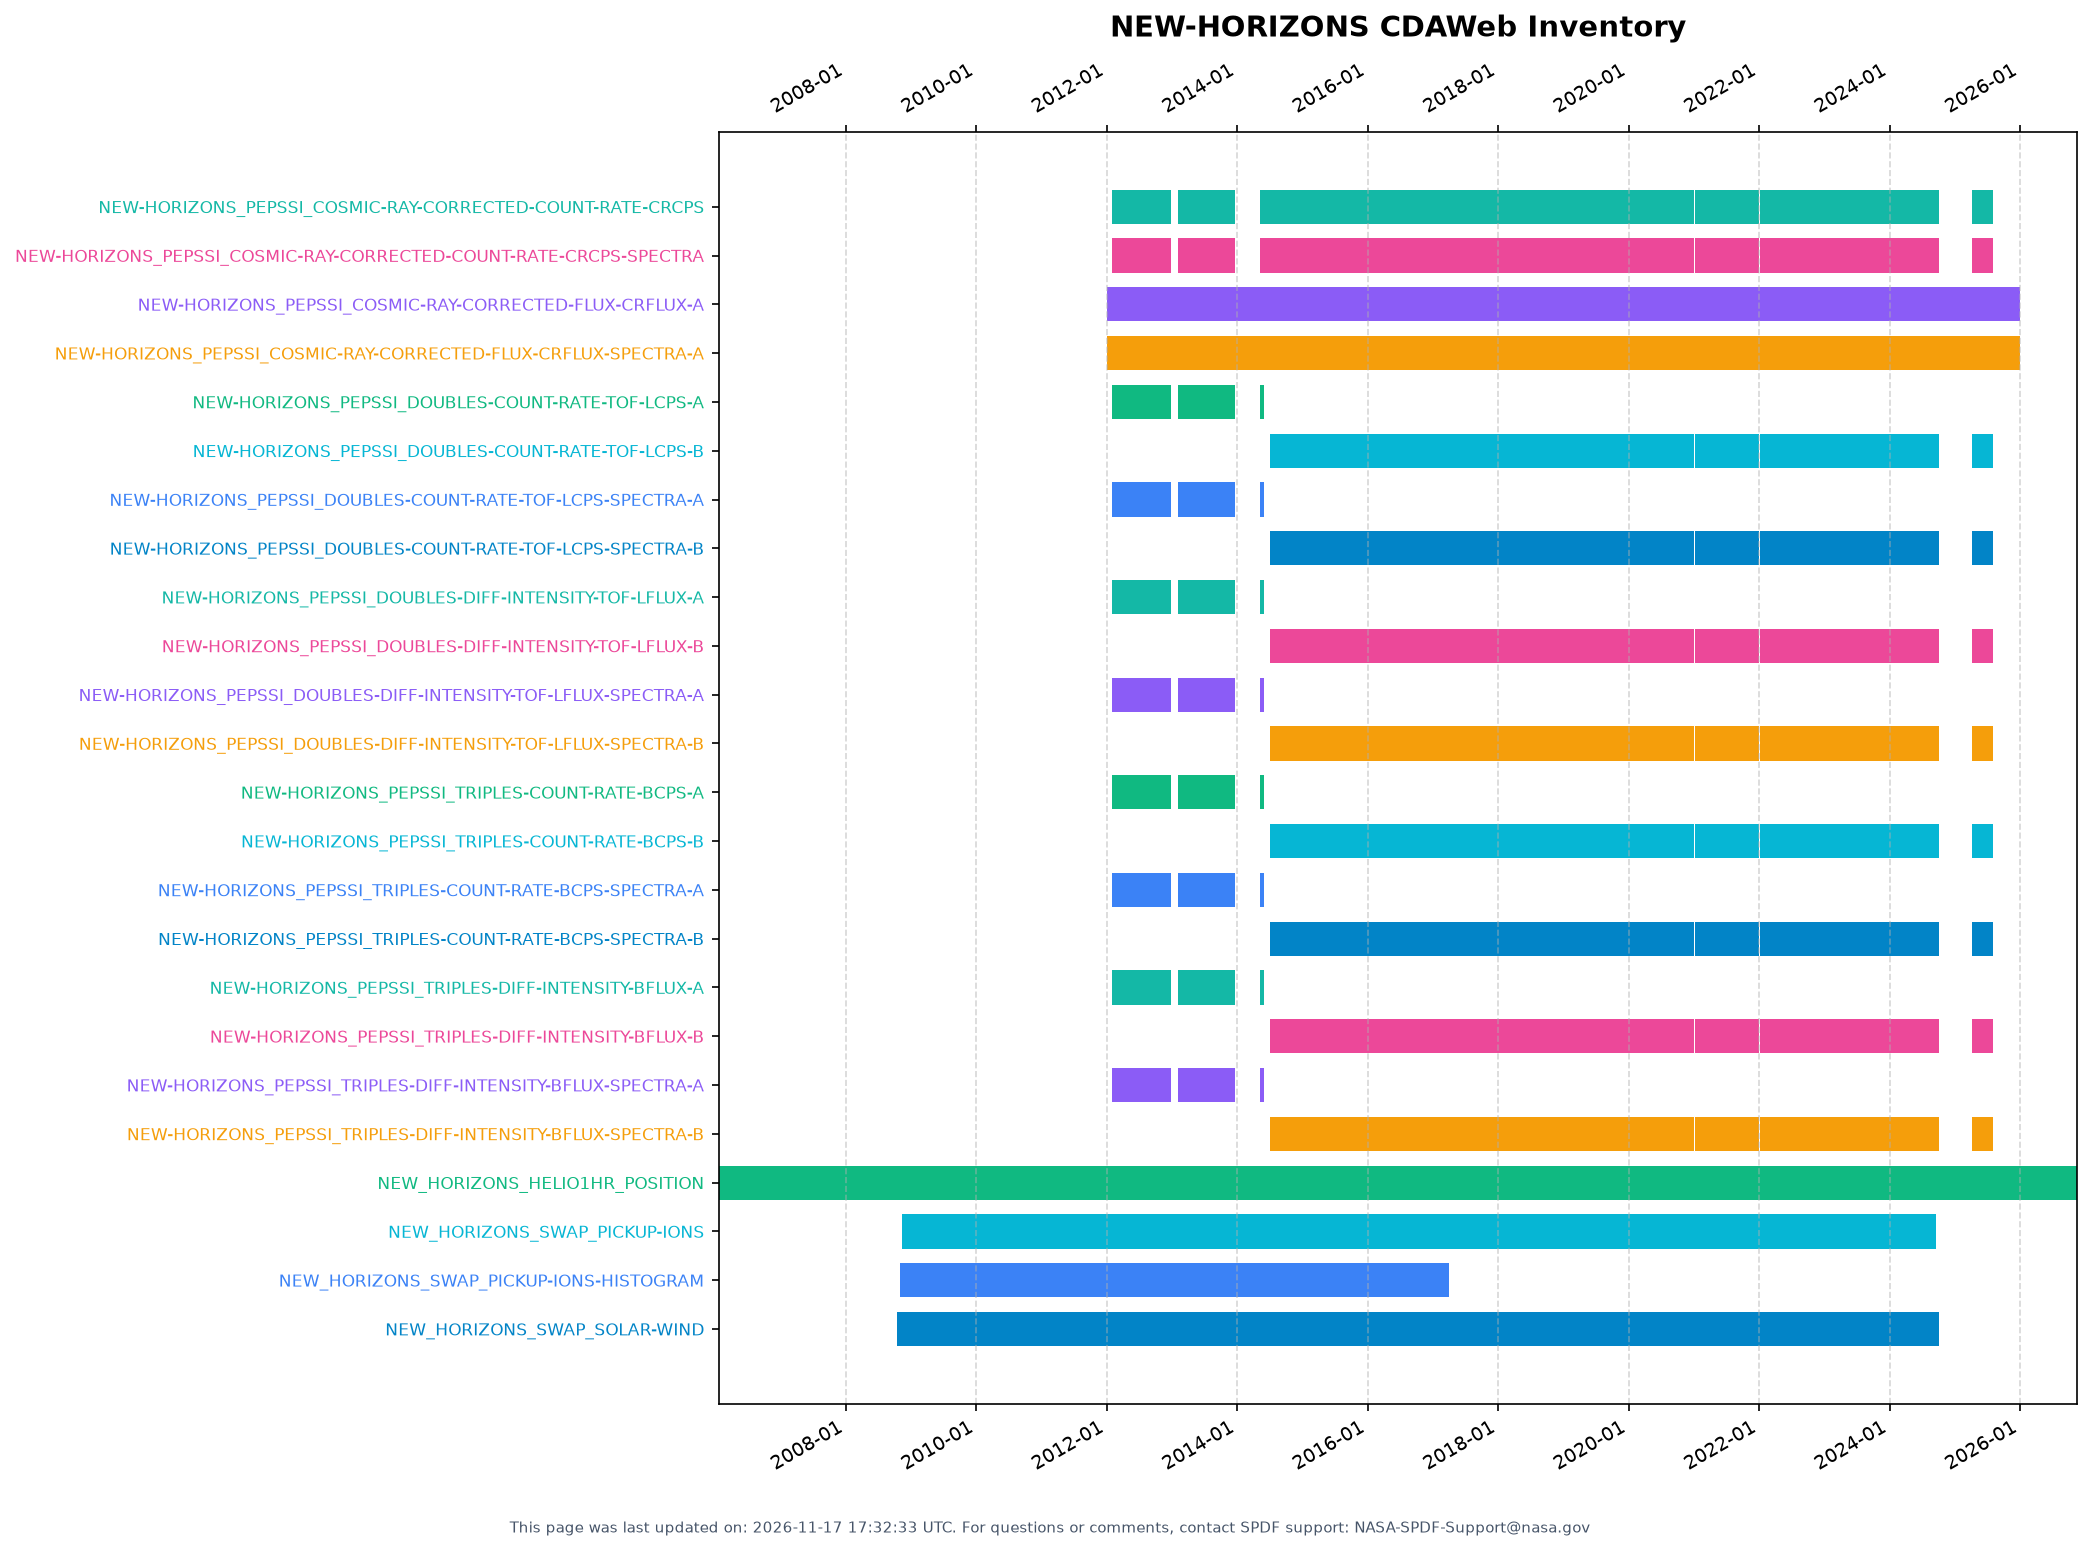 NEW-HORIZONS CDAWeb Inventory
2008-01 2010-01 2012-01 2014-01 2016-01 2018-01 2020-01 2022-01 2024-01 2026-01
NEW-HORIZONS_PEPSSI_COSMIC-RAY-CORRECTED-COUNT-RATE-CRCPS
NEW-HORIZONS_PEPSSI_COSMIC-RAY-CORRECTED-COUNT-RATE-CRCPS-SPECTRA
NEW-HORIZONS_PEPSSI_COSMIC-RAY-CORRECTED-FLUX-CRFLUX-A
NEW-HORIZONS_PEPSSI_COSMIC-RAY-CORRECTED-FLUX-CRFLUX-SPECTRA-A
NEW-HORIZONS_PEPSSI_DOUBLES-COUNT-RATE-TOF-LCPS-A
NEW-HORIZONS_PEPSSI_DOUBLES-COUNT-RATE-TOF-LCPS-B
NEW-HORIZONS_PEPSSI_DOUBLES-COUNT-RATE-TOF-LCPS-SPECTRA-A
NEW-HORIZONS_PEPSSI_DOUBLES-COUNT-RATE-TOF-LCPS-SPECTRA-B
NEW-HORIZONS_PEPSSI_DOUBLES-DIFF-INTENSITY-TOF-LFLUX-A
NEW-HORIZONS_PEPSSI_DOUBLES-DIFF-INTENSITY-TOF-LFLUX-B
NEW-HORIZONS_PEPSSI_DOUBLES-DIFF-INTENSITY-TOF-LFLUX-SPECTRA-A
NEW-HORIZONS_PEPSSI_DOUBLES-DIFF-INTENSITY-TOF-LFLUX-SPECTRA-B
NEW-HORIZONS_PEPSSI_TRIPLES-COUNT-RATE-BCPS-A
NEW-HORIZONS_PEPSSI_TRIPLES-COUNT-RATE-BCPS-B
NEW-HORIZONS_PEPSSI_TRIPLES-COUNT-RATE-BCPS-SPECTRA-A
NEW-HORIZONS_PEPSSI_TRIPLES-COUNT-RATE-BCPS-SPECTRA-B
NEW-HORIZONS_PEPSSI_TRIPLES-DIFF-INTENSITY-BFLUX-A
NEW-HORIZONS_PEPSSI_TRIPLES-DIFF-INTENSITY-BFLUX-B
NEW-HORIZONS_PEPSSI_TRIPLES-DIFF-INTENSITY-BFLUX-SPECTRA-A
NEW-HORIZONS_PEPSSI_TRIPLES-DIFF-INTENSITY-BFLUX-SPECTRA-B
NEW_HORIZONS_HELIO1HR_POSITION
NEW_HORIZONS_SWAP_PICKUP-IONS
NEW_HORIZONS_SWAP_PICKUP-IONS-HISTOGRAM
NEW_HORIZONS_SWAP_SOLAR-WIND
2008-01 2010-01 2012-01 2014-01 2016-01 2018-01 2020-01 2022-01 2024-01 2026-01
This page was last updated on: 2026-11-17 17:32:33 UTC. For questions or comments, contact SPDF support: NASA-SPDF-Support@nasa.gov